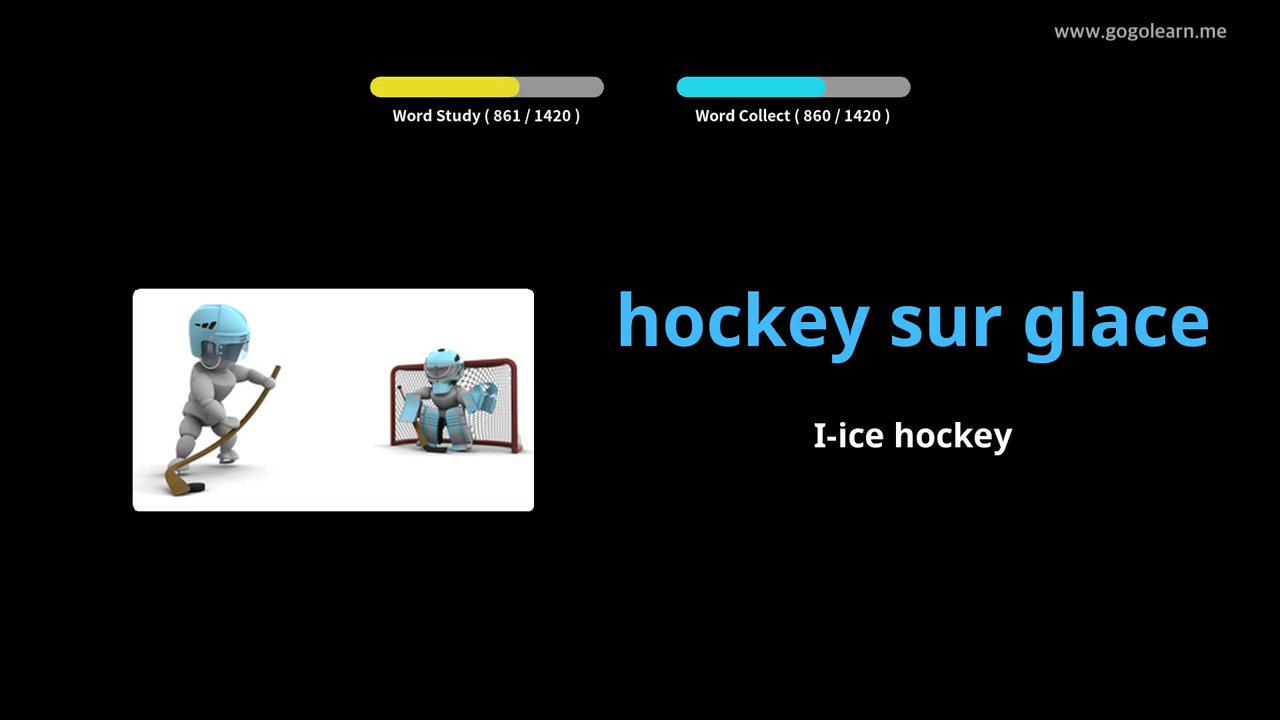 www.gogolearn.me
Word Study ( 861 / 1420 )
Word Collect ( 860 / 1420 )
hockey sur glace
I-ice hockey